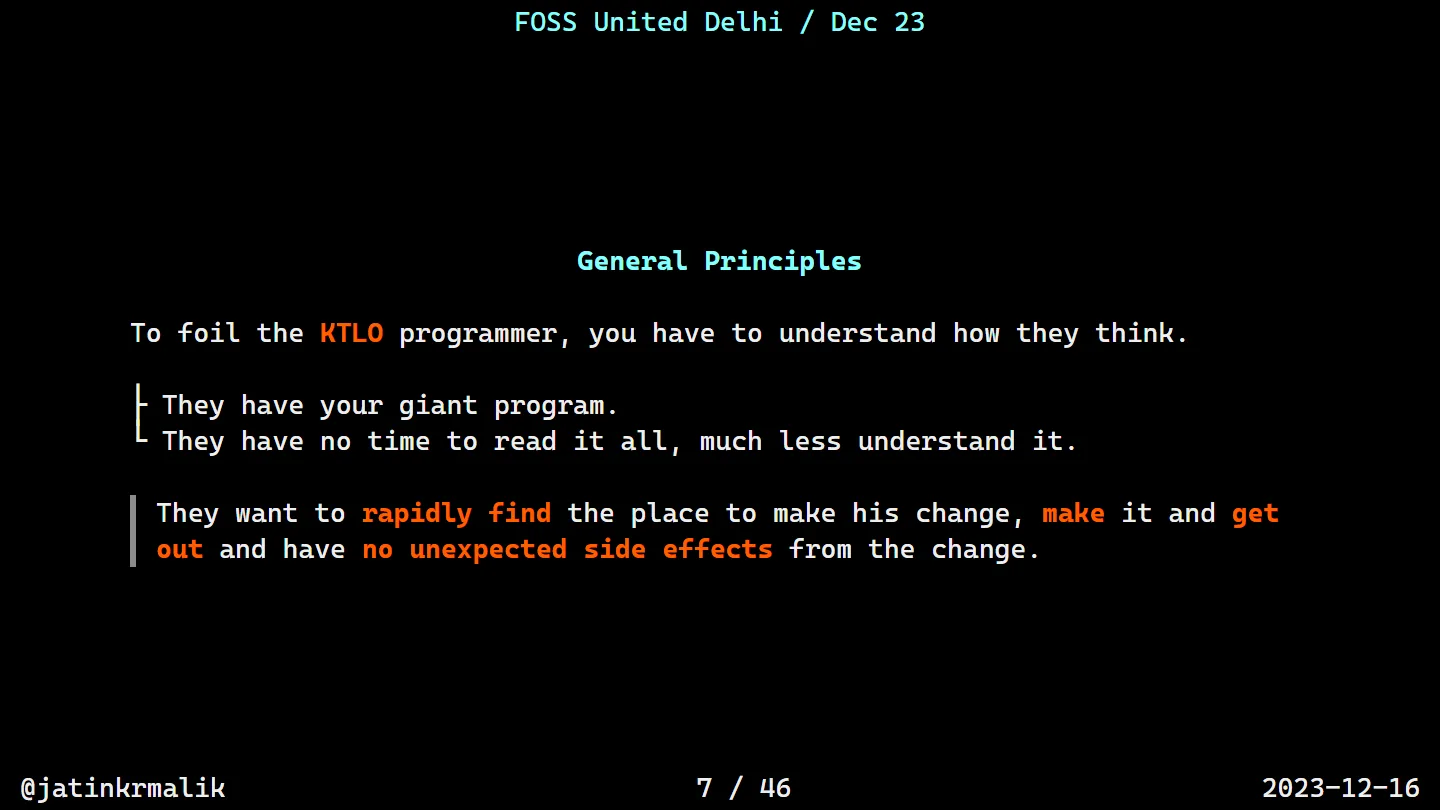 FOSS United Delhi / Dec 23
General Principles
To foil the KTLO programmer, you have to understand how they think.
├ They have your giant program.
└ They have no time to read it all, much less understand it.
They want to rapidly find the place to make his change, make it and get
out and have no unexpected side effects from the change.
@jatinkrmalik
7 / 46
2023-12-16